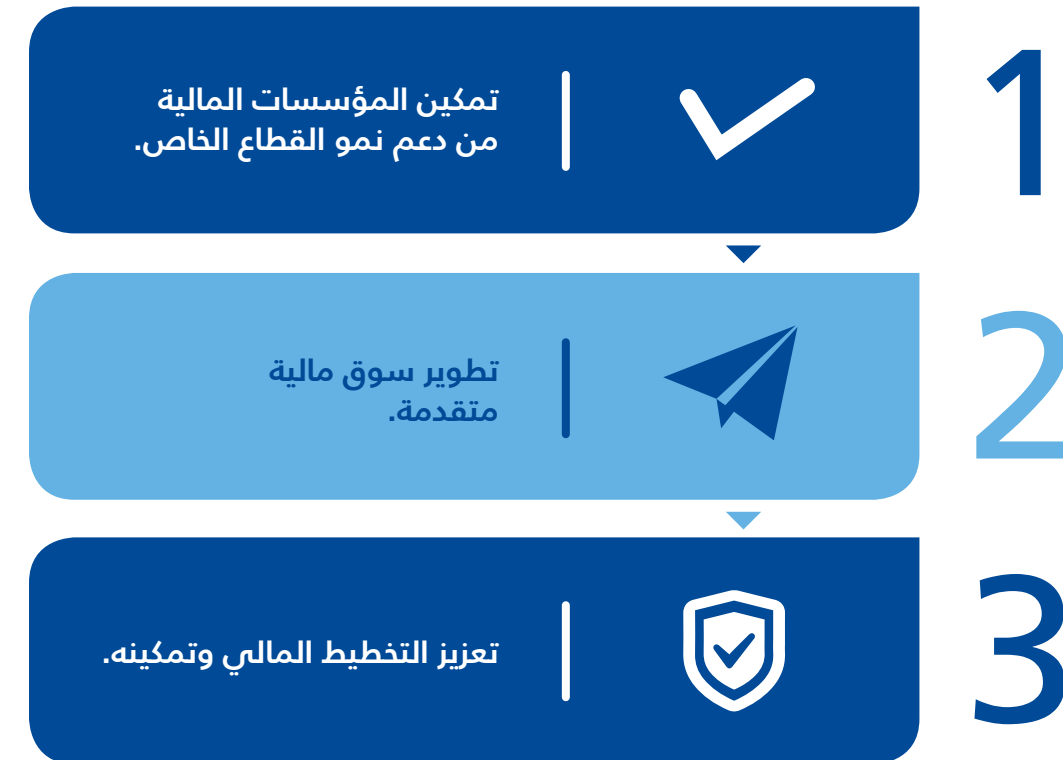 1
تمكين المؤسسات المالية
من دعم نمو القطاع الخاص.
2
تطوير سوق مالية
متقدمة.
3
تعزيز التخطيط المالي وتمكينه.